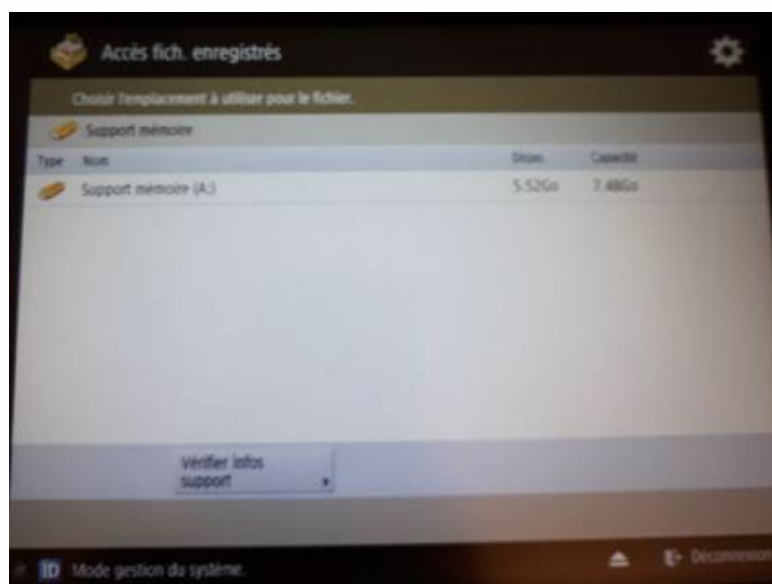 Accès fich. enregistrés
Choisir l'emplacement à utiliser pour le fichier.
Support mémoire
Type Nom Dispo. Capacité
Support mémoire (A:) 5.52Go 7.48Go
Vérifier infos
support
ID Mode gestion du système. Déconnexion